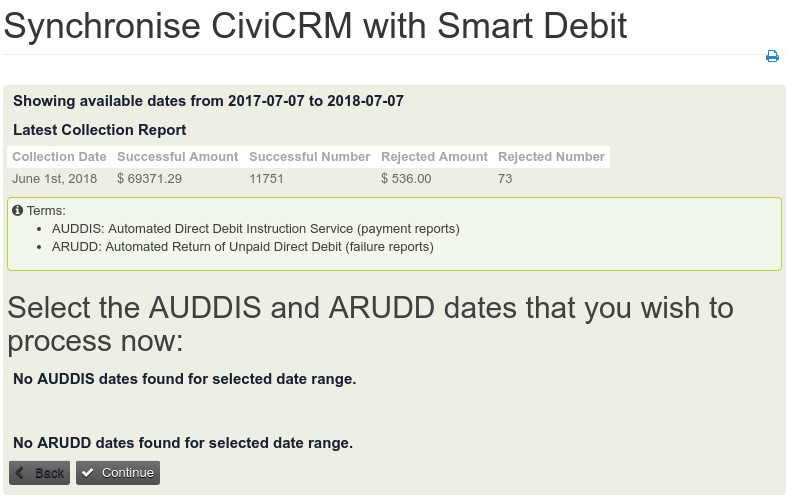 Synchronise CiviCRM with Smart Debit
Showing available dates from 2017-07-07 to 2018-07-07
Latest Collection Report
Collection Date Successful Amount Successful Number Rejected Amount Rejected Number
June 1st, 2018 $ 69371.29 11751 $ 536.00 73
Terms:
• AUDDIS: Automated Direct Debit Instruction Service (payment reports)
• ARUDD: Automated Return of Unpaid Direct Debit (failure reports)
Select the AUDDIS and ARUDD dates that you wish to
process now:
No AUDDIS dates found for selected date range.
No ARUDD dates found for selected date range.
Back Continue